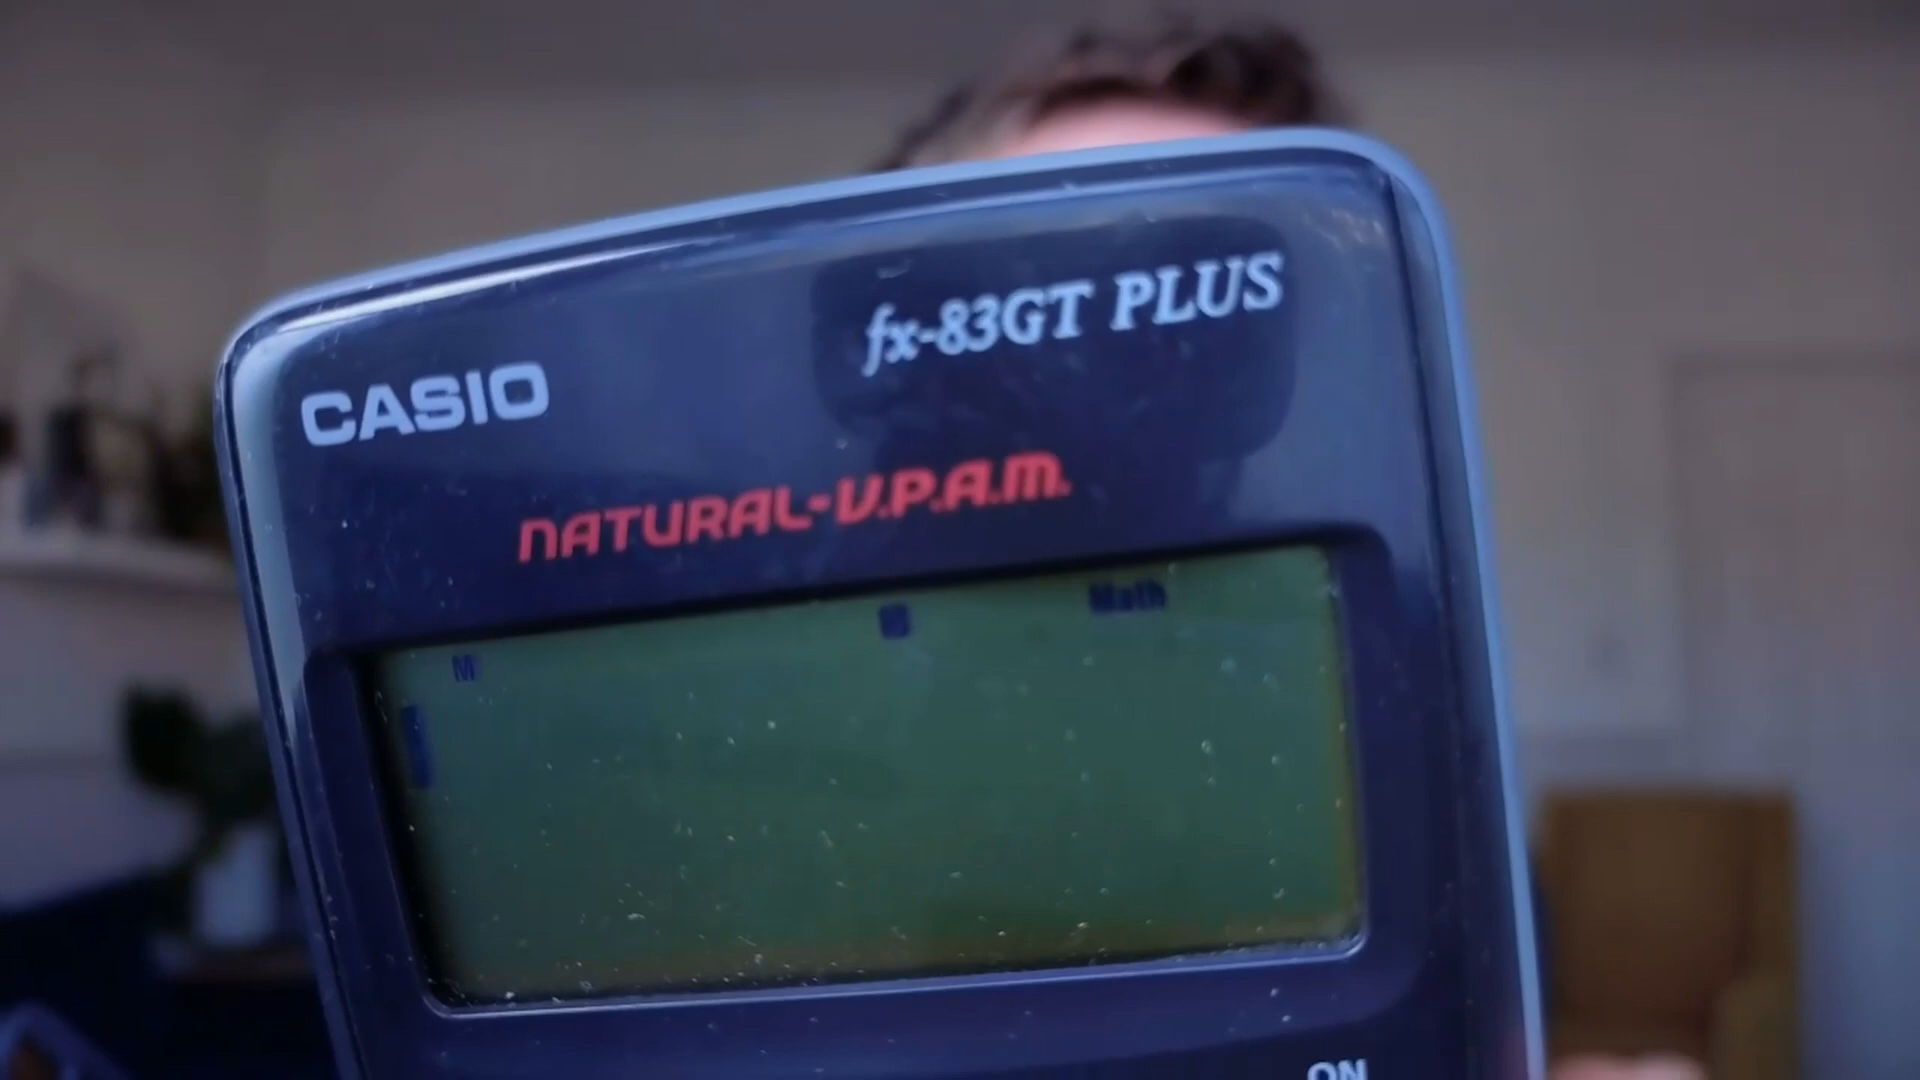 fx-83GT PLUS
CASIO
NATURAL-V.P.A.M.
Math
M
ON